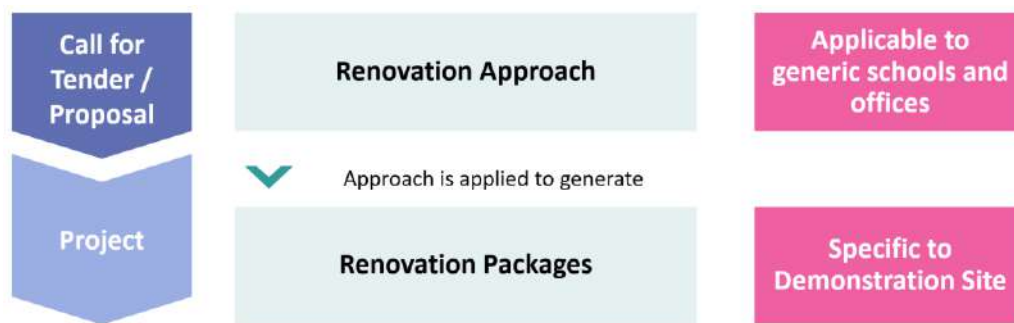 Call for
Tender /
Proposal
Renovation Approach
Applicable to
generic schools and
offices
Approach is applied to generate
Project
Renovation Packages
Specific to
Demonstration Site